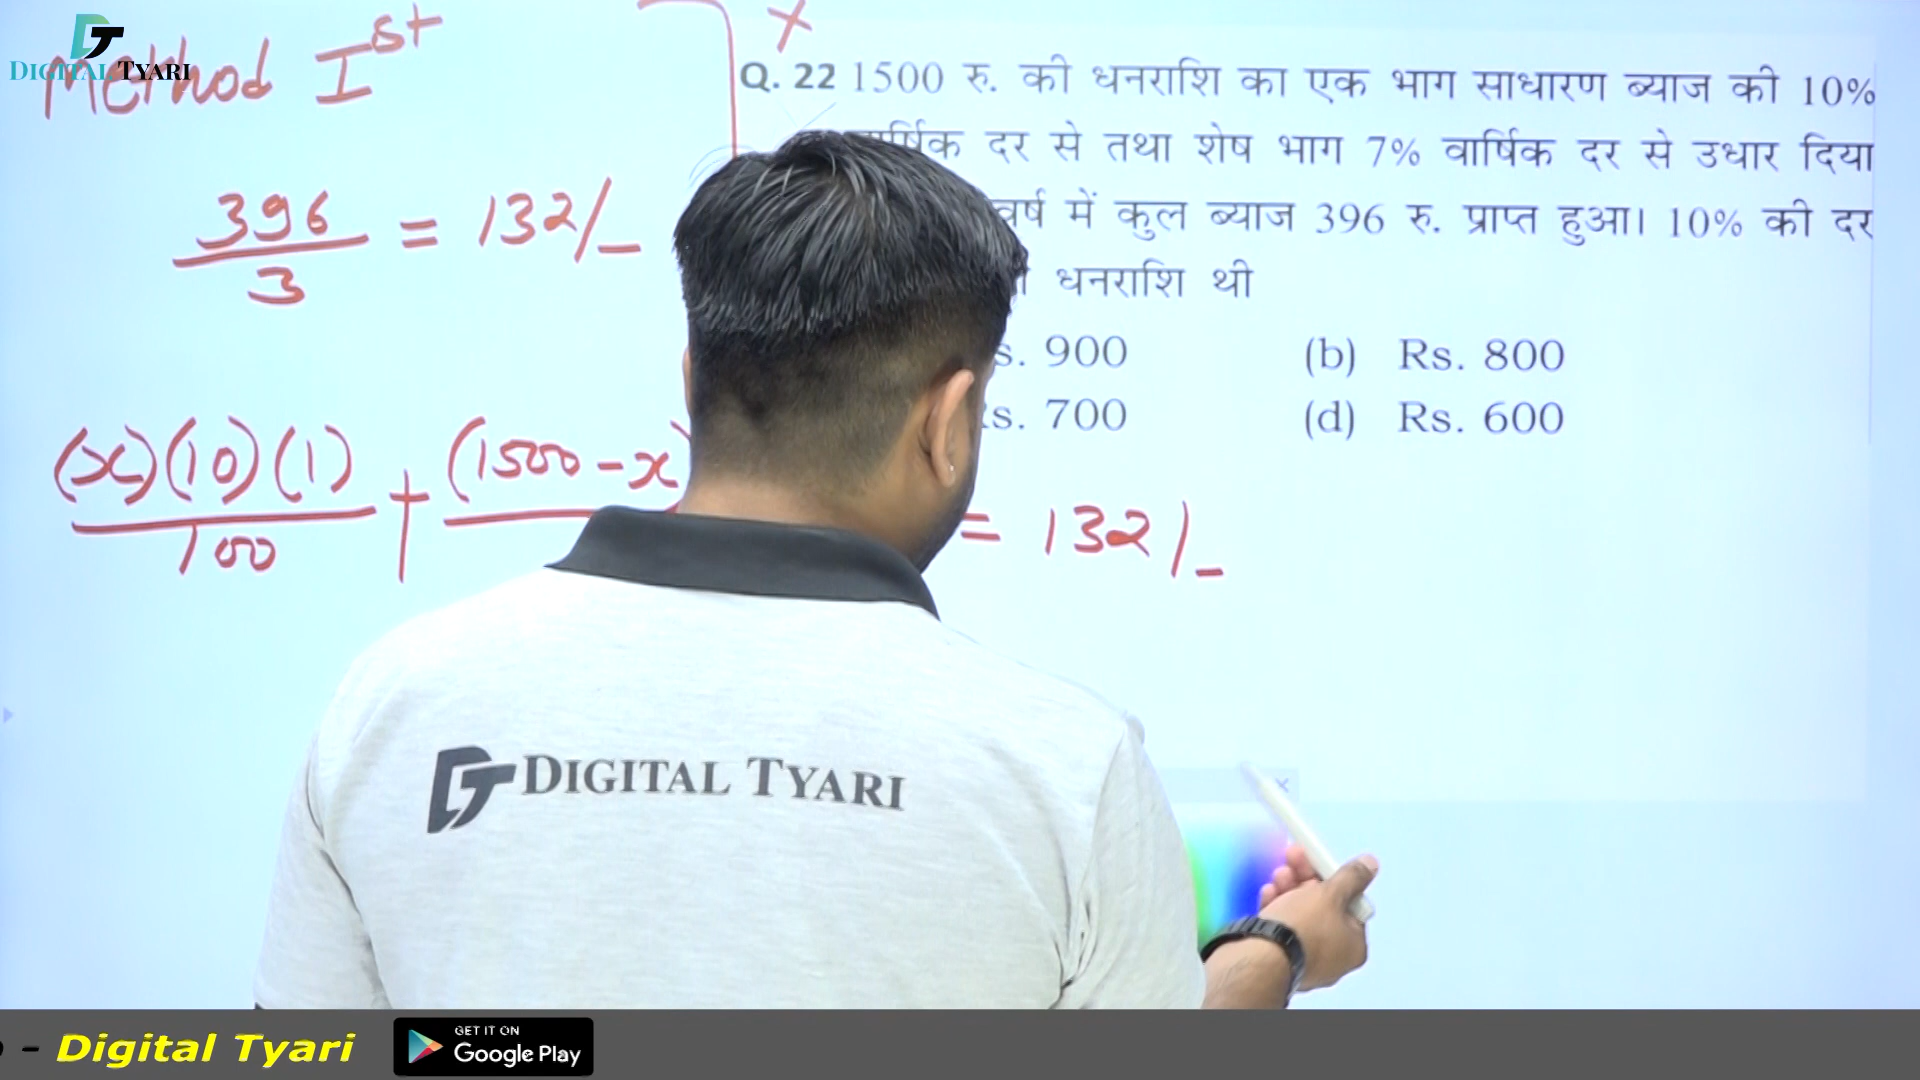 DIGITAL TYARI
Method Ist
396/3 = 132/-
(x)(10)(1)/100 + (1500-x) = 132/-
Q. 22 1500 रु. की धनराशि का एक भाग साधारण ब्याज की 10%
दर से तथा शेष भाग 7% वार्षिक दर से उधार दिया
वर्ष में कुल ब्याज 396 रु. प्राप्त हुआ। 10% की दर
धनराशि थी
900 (b) Rs. 800
700 (d) Rs. 600
DIGITAL TYARI
- Digital Tyari GET IT ON
Google Play